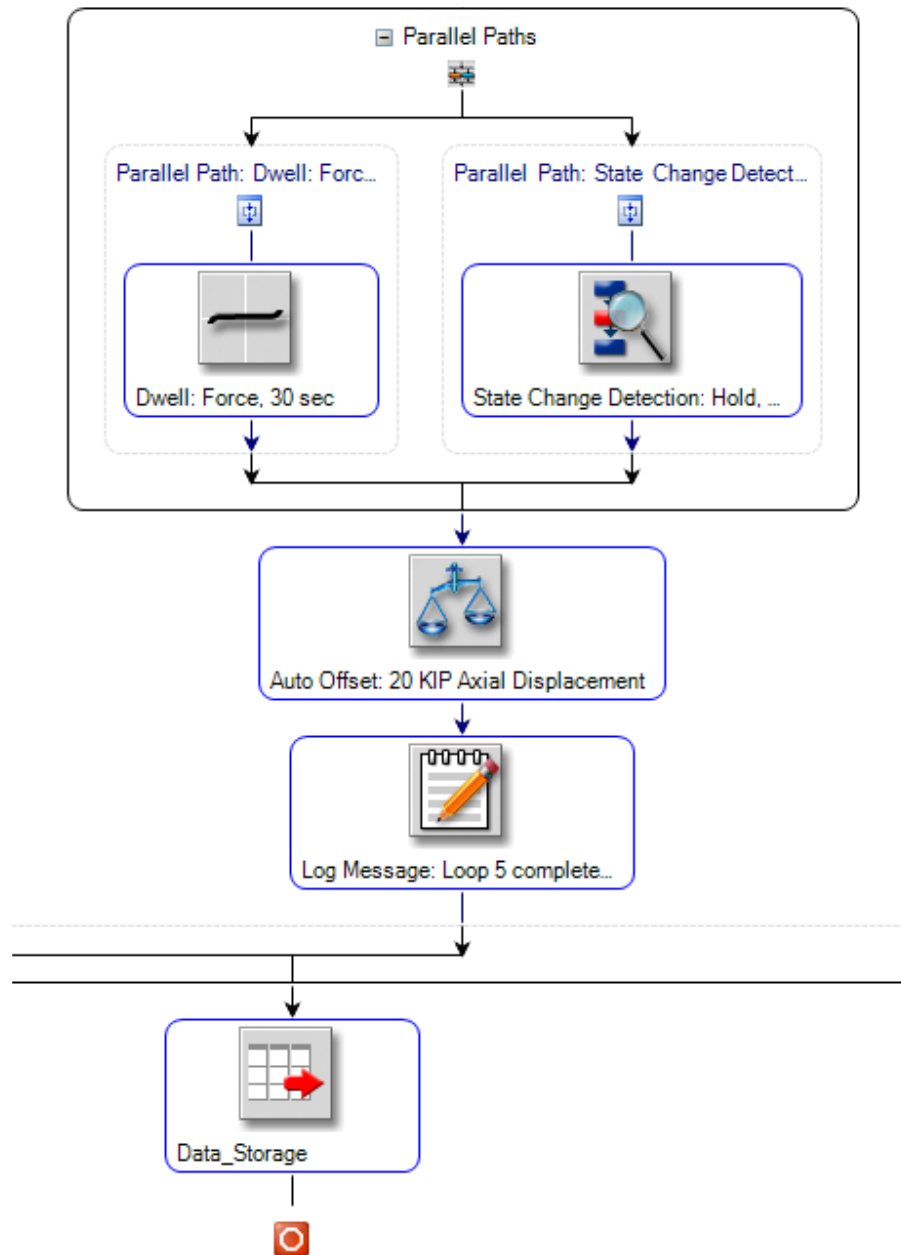 Parallel Paths
Parallel Path: Dwell: Forc...
Parallel Path: State Change Detect...
Dwell: Force, 30 sec
State Change Detection: Hold, ...
Auto Offset: 20 KIP Axial Displacement
Log Message: Loop 5 complete...
Data_Storage